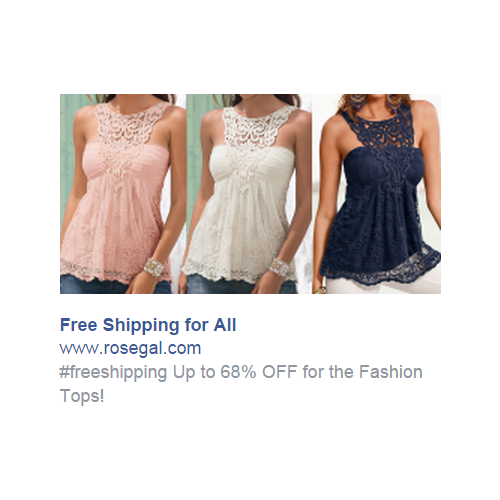 Free Shipping for All
www.rosegal.com
#freeshipping Up to 68% OFF for the Fashion
Tops!